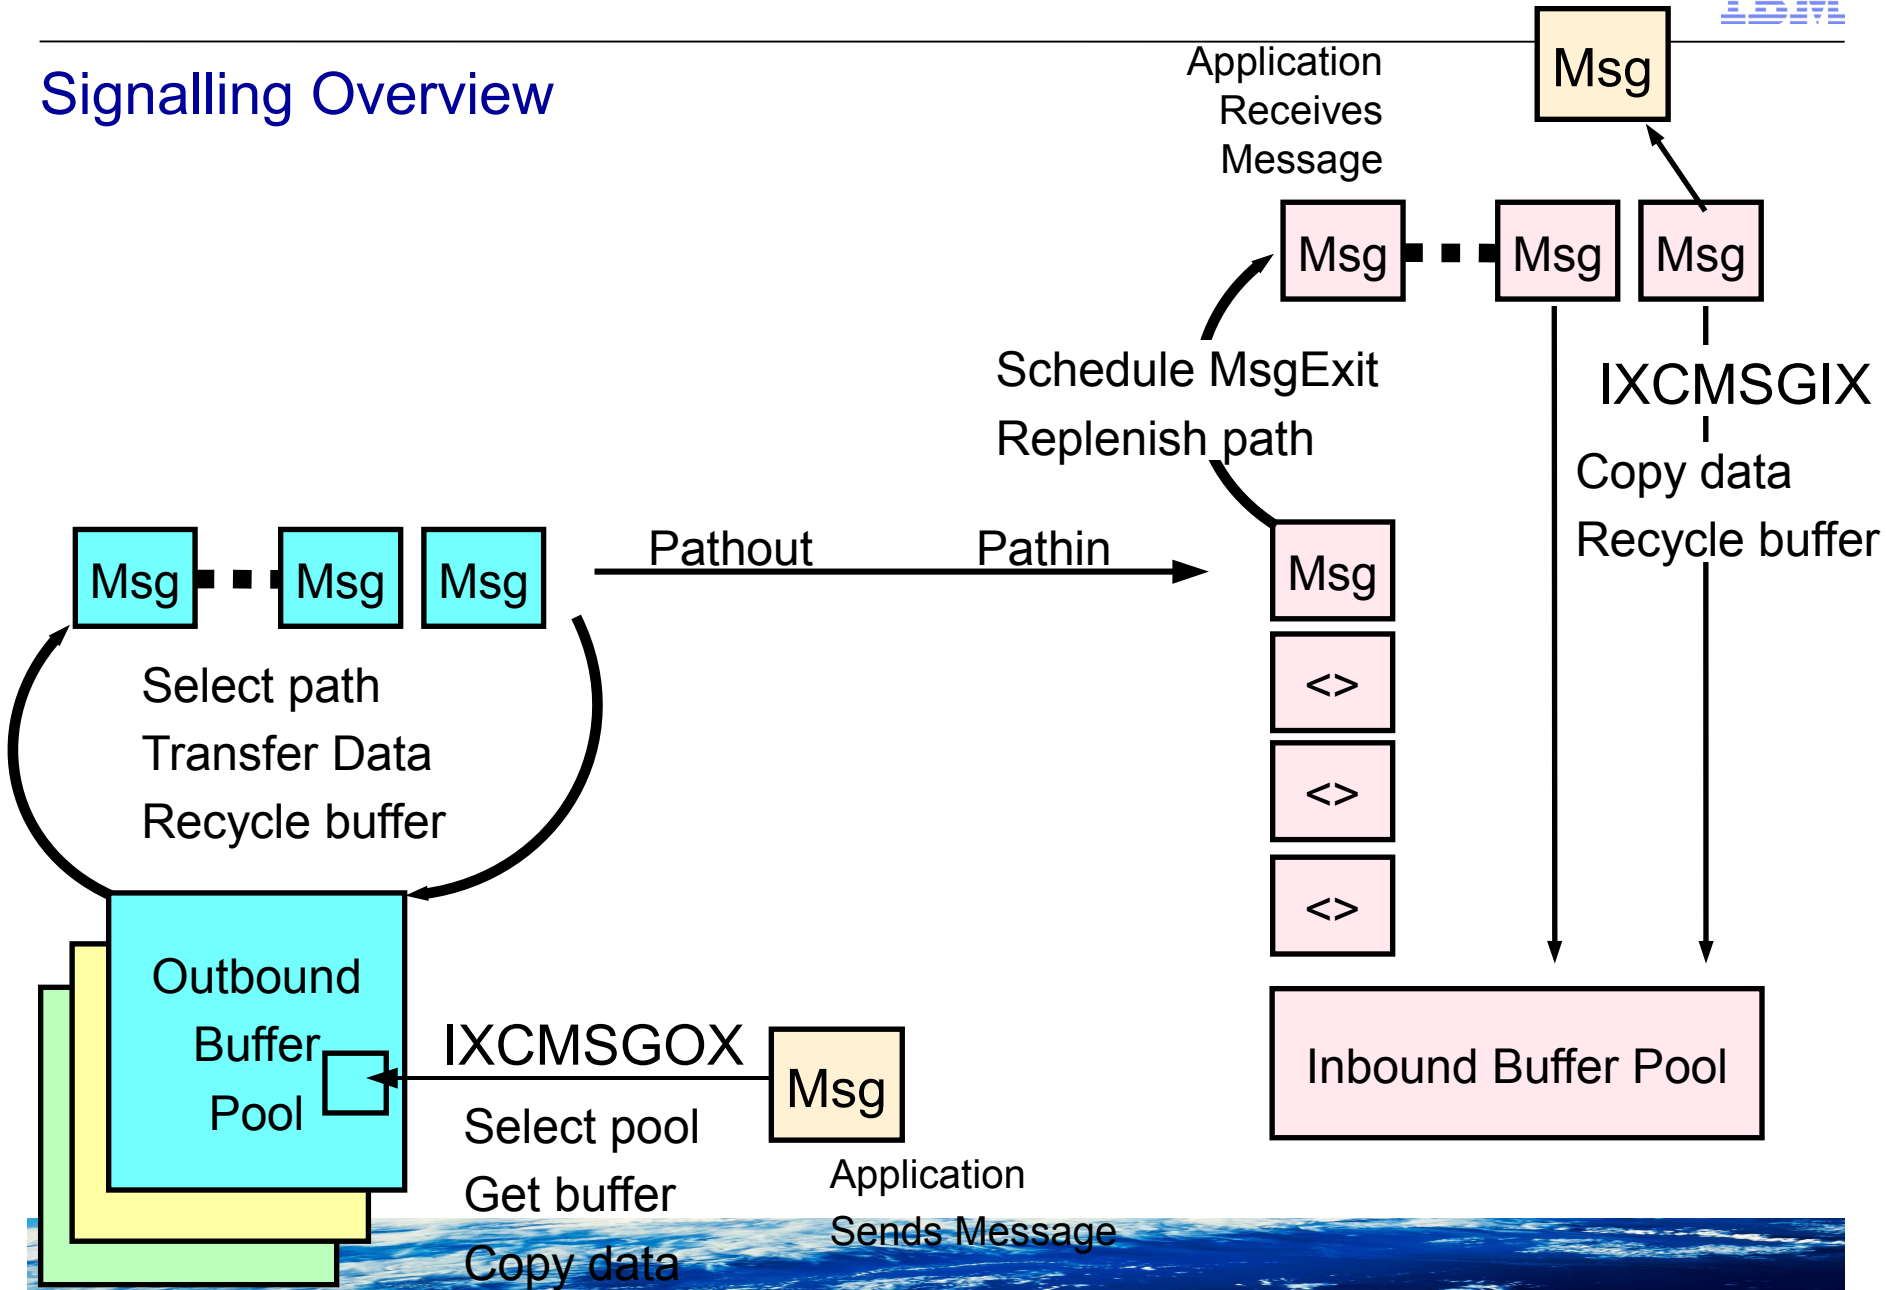 IBM
Signalling Overview
Application
Receives
Message
Msg
Msg
Msg
Msg
Schedule MsgExit
Replenish path
IXCMSGIX
Copy data
Recycle buffer
Msg
Msg
Msg
Pathout
Pathin
Msg
<>
<>
<>
Select path
Transfer Data
Recycle buffer
Outbound
Buffer
Pool
IXCMSGOX
Select pool
Get buffer
Copy data
Msg
Application
Sends Message
Inbound Buffer Pool